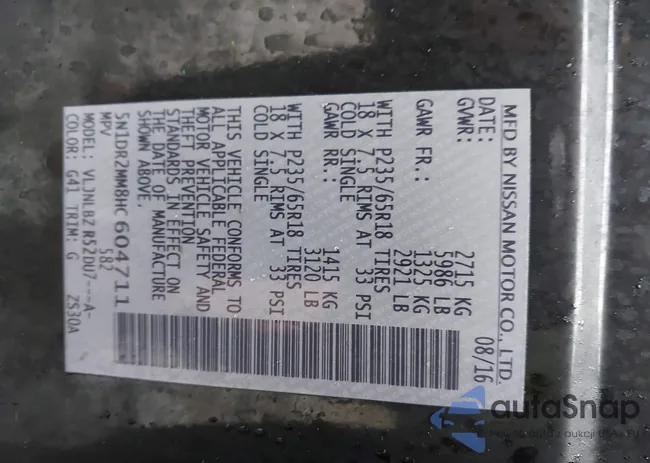 MFD BY NISSAN MOTOR CO., LTD.
DATE: 08/16
GVWR: 2715 KG
5986 LB
GAWR FR.: 1325 KG
2921 LB
WITH P235/65R18 TIRES
18 X 7.5 RIMS AT 33 PSI
COLD SINGLE
GAWR RR.: 1415 KG
3120 LB
WITH P235/65R18 TIRES
18 X 7.5 RIMS AT 33 PSI
COLD SINGLE
THIS VEHICLE CONFORMS TO
ALL APPLICABLE FEDERAL
MOTOR VEHICLE SAFETY AND
THEFT PREVENTION
STANDARDS IN EFFECT ON
THE DATE OF MANUFACTURE
SHOWN ABOVE.
5N1DR2MM8HC604711
MPV 582
MODEL: VLJNLBZ R52DU7---A-
COLOR: G41 TRIM: G ZS30A
autaSnap